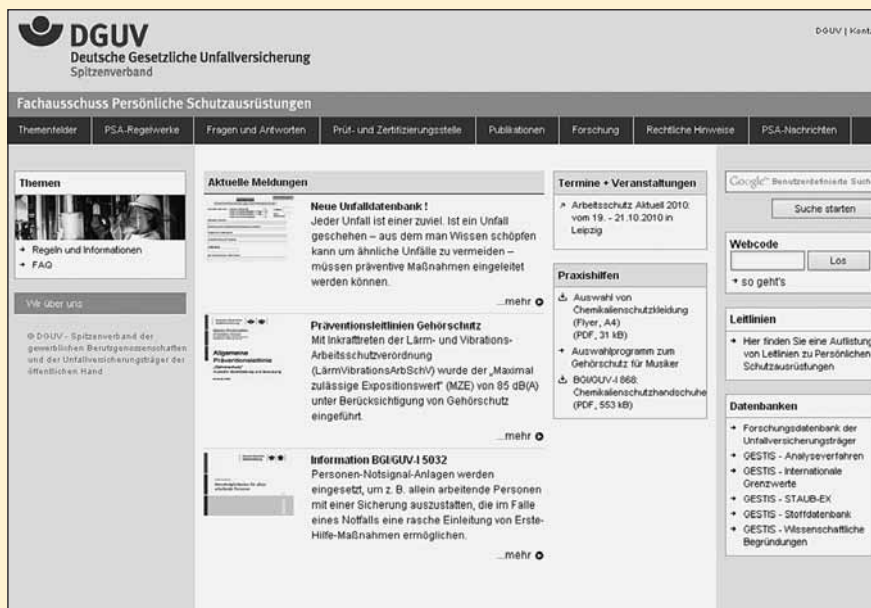 DGUV
Deutsche Gesetzliche Unfallversicherung
Spitzenverband
DGUV |
Fachausschuss Persönliche Schutzausrüstungen
Themenfelder
PSA-Regelwerke
Fragen und Antworten
Prüf- und Zertifizierungsstelle
Publikationen
Forschung
Rechtliche Hinweise
PSA-Nachrichten
Themen
Regeln und Informationen
FAQ
Wir über uns
© DGUV - Spitzenverband der
gewerblichen Berufsgenossenschaften
und der Unfallversicherungsträger der
öffentlichen Hand
Aktuelle Meldungen
Neue Unfalldatenbank !
Jeder Unfall ist einer zuviel. Ist ein Unfall
geschehen – aus dem man Wissen schöpfen
kann um ähnliche Unfälle zu vermeiden –
müssen präventive Maßnahmen eingeleitet
werden können.
...mehr
Allgemeine
Präventionsleitlinie
Präventionsleitlinien Gehörschutz
Mit Inkrafttreten der Lärm- und Vibrations-
Arbeitsschutzverordnung
(LärmVibrationsArbSchV) wurde der „Maximal
zulässige Expositionswert“ (MZE) von 85 dB(A)
unter Berücksichtigung von Gehörschutz
eingeführt.
...mehr
Information BGI/GUV-I 5032
Personen-Notsignal-Anlagen werden
eingesetzt, um z. B. allein arbeitende Personen
mit einer Sicherung auszustatten, die im Falle
eines Notfalls eine rasche Einleitung von Erste-
Hilfe-Maßnahmen ermöglichen.
...mehr
Termine + Veranstaltungen
Arbeitsschutz Aktuell 2010:
vom 19. - 21.10.2010 in
Leipzig
Praxishilfen
Auswahl von
Chemikalienschutzkleidung
(Flyer, A4)
(PDF, 31 kB)
Auswahlprogramm zum
Gehörschutz für Musiker
BGI/GUV-I 868:
Chemikalienschutzhandschuhe
(PDF, 553 kB)
Google™ Benutzerdefinierte Such
Suche starten
Webcode
Los
so geht's
Leitlinien
Hier finden Sie eine Auflistung
von Leitlinien zu Persönlichen
Schutzausrüstungen
Datenbanken
Forschungsdatenbank der
Unfallversicherungsträger
GESTIS - Analyseverfahren
GESTIS - Internationale
Grenzwerte
GESTIS - STAUB-EX
GESTIS - Stoffdatenbank
GESTIS - Wissenschaftliche
Begründungen